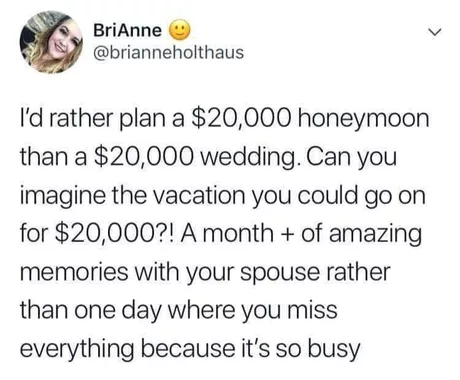 BriAnne 🙂
@brianneholthaus
I'd rather plan a $20,000 honeymoon
than a $20,000 wedding. Can you
imagine the vacation you could go on
for $20,000?! A month + of amazing
memories with your spouse rather
than one day where you miss
everything because it's so busy